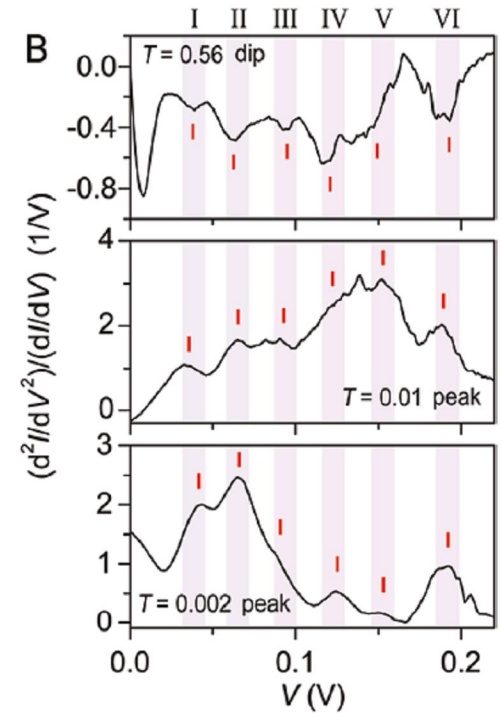 B
I II III IV V VI
T = 0.56 dip
0.0
-0.4
-0.8
4
2
0
T = 0.01 peak
3
2
1
0
T = 0.002 peak
0.0 0.1 0.2
V (V)
(d²I/dV²)/(dI/dV) (1/V)